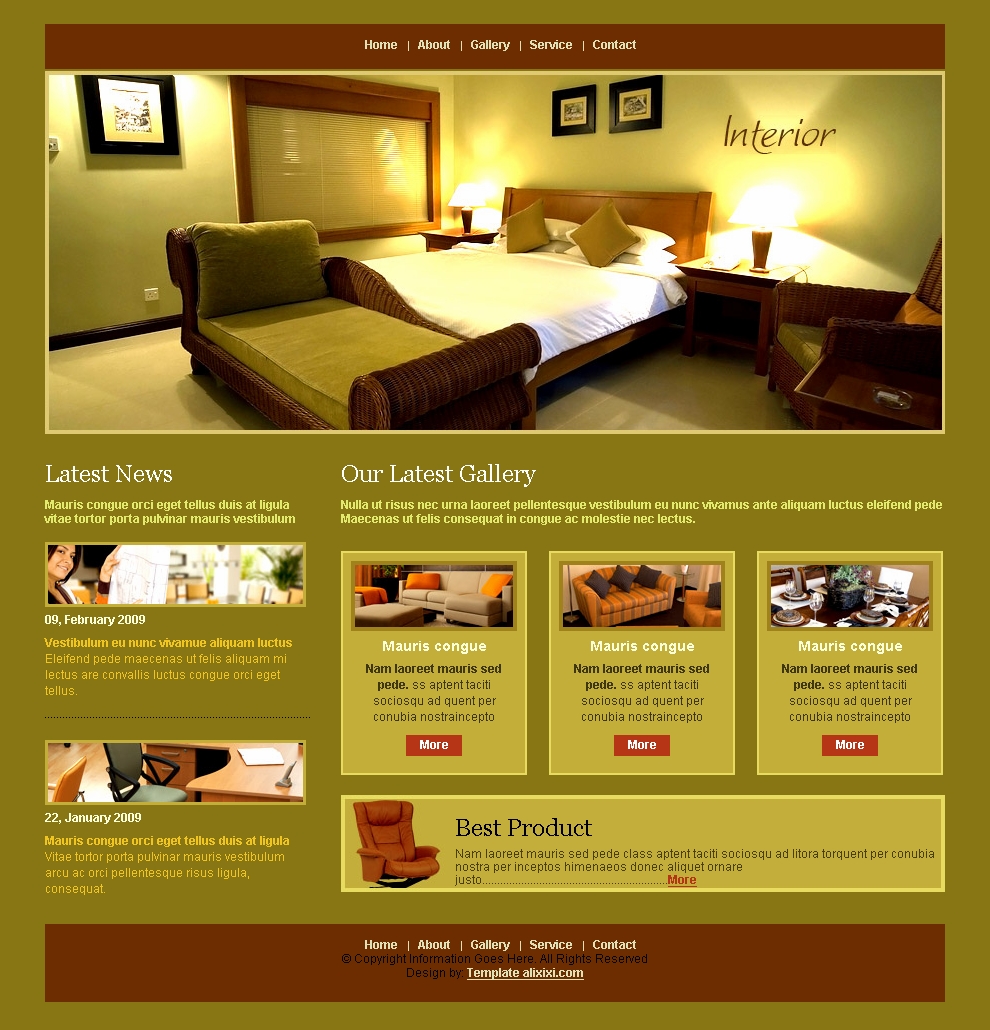 Home | About | Gallery | Service | Contact
Interior
Latest News
Mauris congue orci eget tellus duis at ligula
vitae tortor porta pulvinar mauris vestibulum
09, February 2009
Vestibulum eu nunc vivamue aliquam luctus
Eleifend pede maecenas ut felis aliquam mi
lectus are convallis luctus congue orci eget
tellus.
22, January 2009
Mauris congue orci eget tellus duis at ligula
Vitae tortor porta pulvinar mauris vestibulum
arcu ac orci pellentesque risus ligula,
consequat.
Our Latest Gallery
Nulla ut risus nec urna laoreet pellentesque vestibulum eu nunc vivamus ante aliquam luctus eleifend pede
Maecenas ut felis consequat in congue ac molestie nec lectus.
Mauris congue
Nam laoreet mauris sed
pede. ss aptent taciti
sociosqu ad quent per
conubia nostraincepto
More
Mauris congue
Nam laoreet mauris sed
pede. ss aptent taciti
sociosqu ad quent per
conubia nostraincepto
More
Mauris congue
Nam laoreet mauris sed
pede. ss aptent taciti
sociosqu ad quent per
conubia nostraincepto
More
Best Product
Nam laoreet mauris sed pede class aptent taciti sociosqu ad litora torquent per conubia
nostra per inceptos himenaeos donec aliquet ornare
justo..............................................................More
Home | About | Gallery | Service | Contact
© Copyright Information Goes Here. All Rights Reserved
Design by: Template alixixi.com